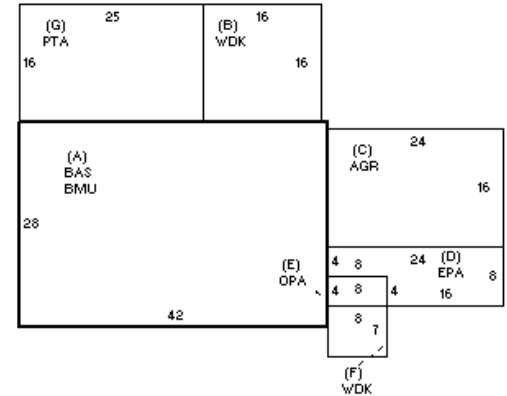 (G)
PTA
25
16
(B)
WDK
16
16
(A)
BAS
BMU
28
42
(C)
AGR
24
16
(E)
OPA
4
8
24
(D)
EPA
8
4
8
4
16
8
7
(F)
WDK